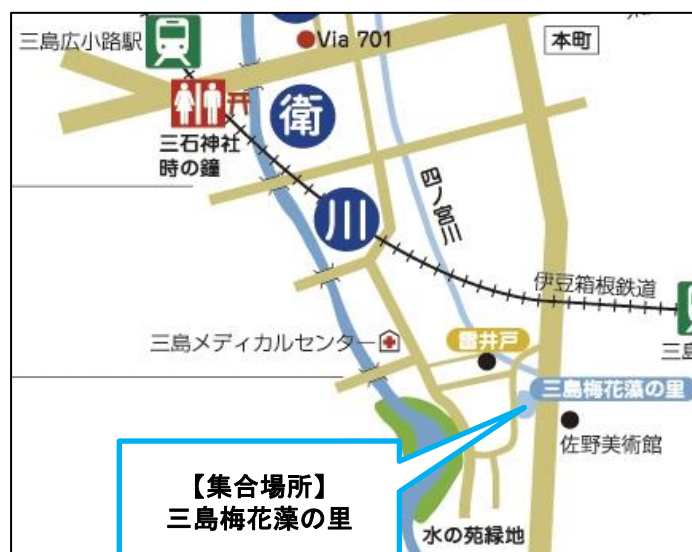 三島広小路駅
Via 701
本町
衛
三石神社
時の鐘
四ノ宮川
川
伊豆箱根鉄道
三島メディカルセンター
雷井戸
三島
三島梅花藻の里
佐野美術館
【集合場所】
三島梅花藻の里
水の苑緑地